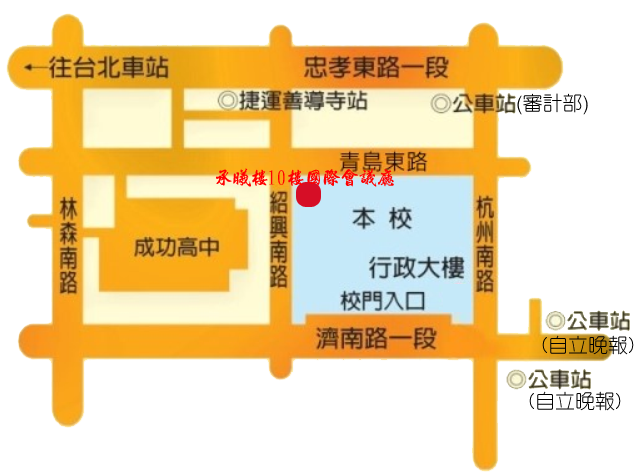 ←往台北車站
忠孝東路一段
◎捷運善導寺站
◎公車站(審計部)
青島東路
承曦樓10樓國際會議廳
林森南路
紹興南路
杭州南路
成功高中
本校
行政大樓
校門入口
濟南路一段
◎公車站
(自立晚報)
◎公車站
(自立晚報)